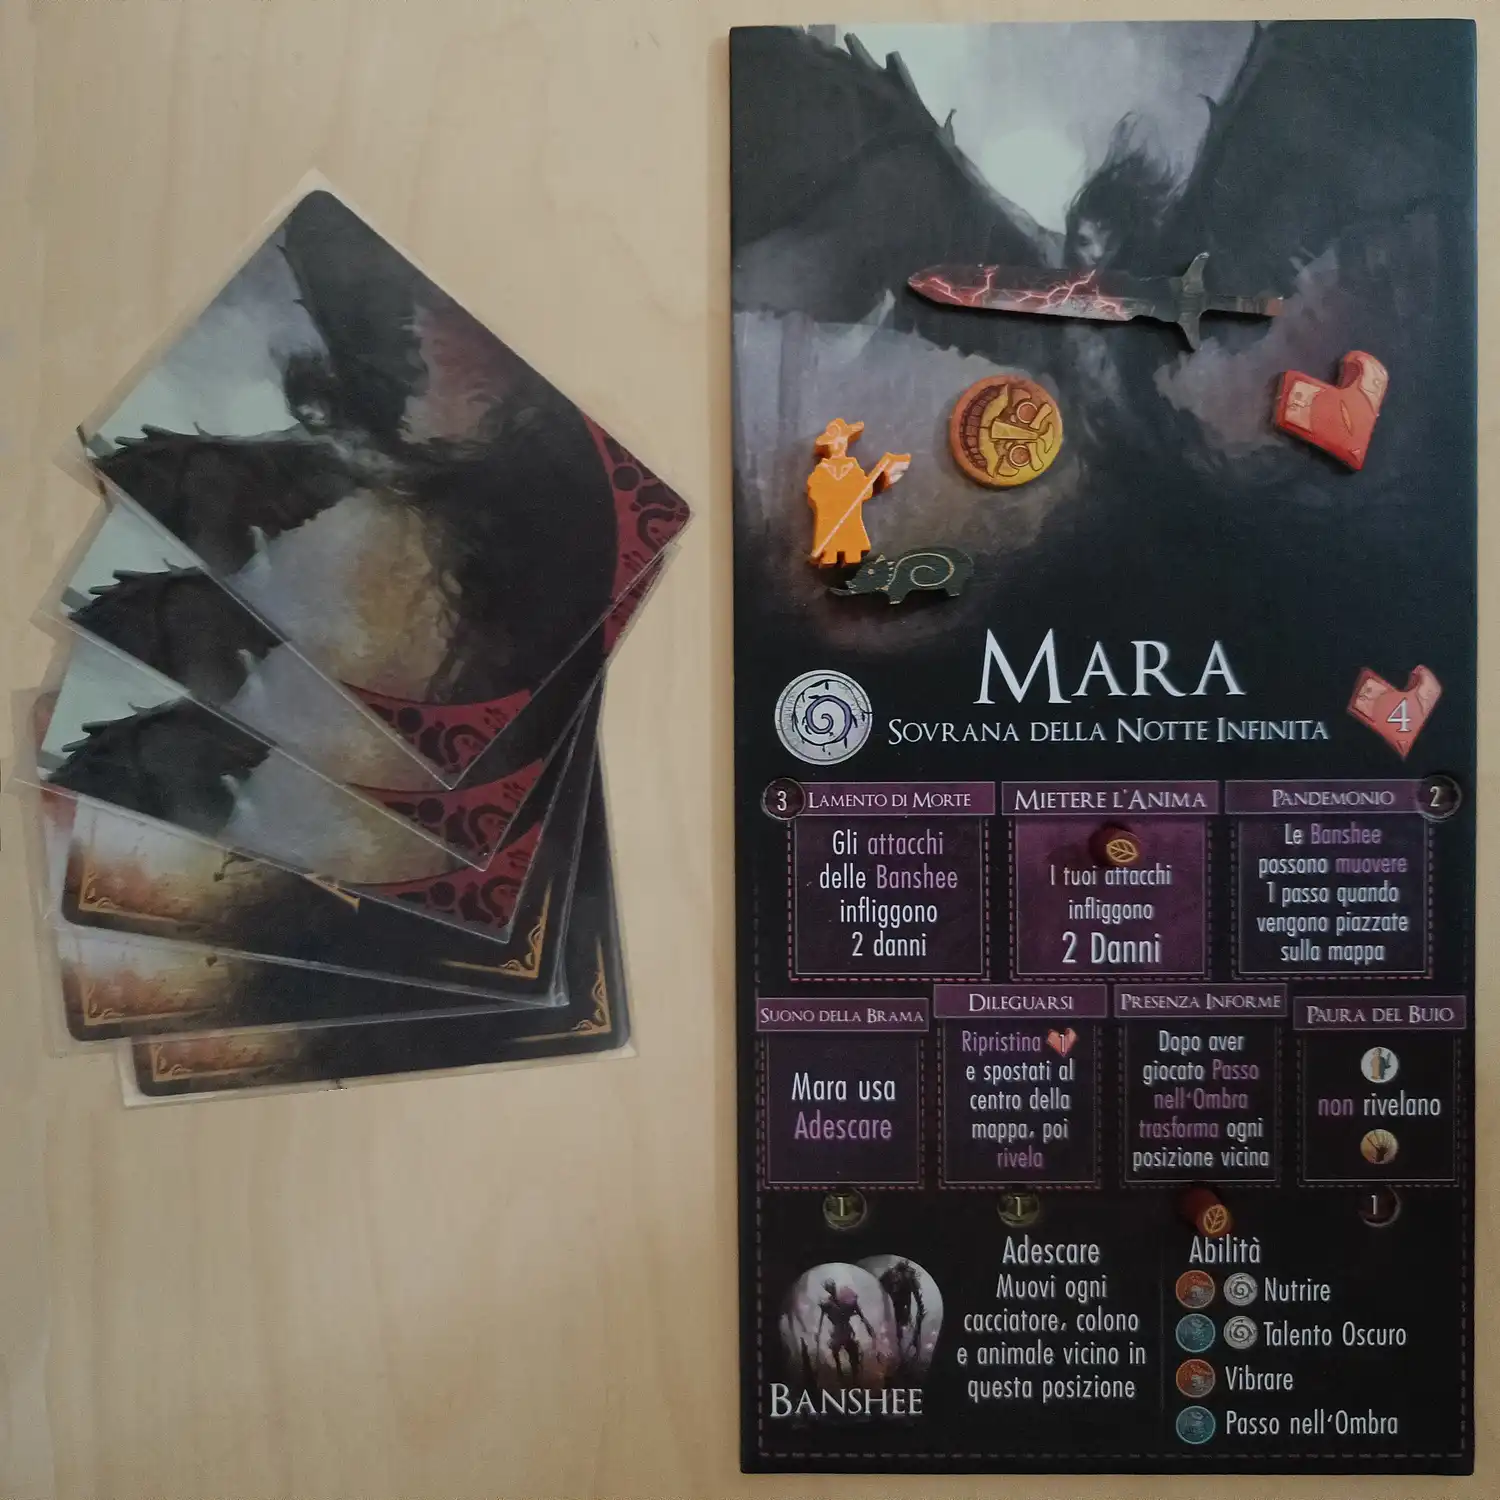 MARA
SOVRANA DELLA NOTTE INFINITA
4
3
LAMENTO DI MORTE
Gli attacchi
delle Banshee
infliggono
2 danni
MIETERE L'ANIMA
I tuoi attacchi
infliggono
2 Danni
PANDEMONIO
2
Le Banshee
possono muovere
1 passo quando
vengono piazzate
sulla mappa
SUONO DELLA BRAMA
Mara usa
Adescare
1
DILEGUARSI
Ripristina 1
e spostati al
centro della
mappa, poi
rivela
1
PRESENZA INFORME
Dopo aver
giocato Passo
nell'Ombra
trasforma ogni
posizione vicina
PAURA DEL BUIO
non rivelano
1
BANSHEE
Adescare
Muovi ogni
cacciatore, colono
e animale vicino in
questa posizione
Abilità
Nutrire
Talento Oscuro
Vibrare
Passo nell'Ombra